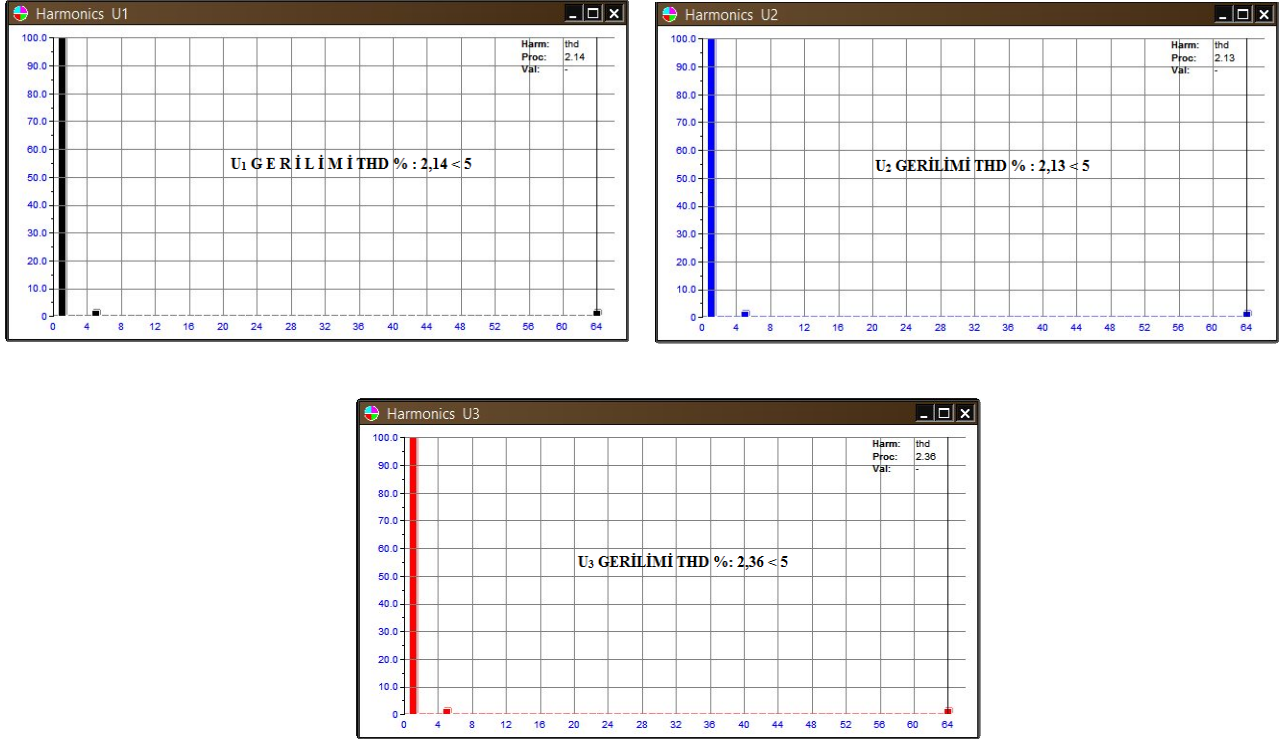 Harmonics U1
Harm: thd
Proc: 2.14
Val: -
100.0
90.0
80.0
70.0
60.0
50.0
40.0
30.0
20.0
10.0
0
U1 G E R İ L İ M İ THD % : 2,14 < 5
0 4 8 12 16 20 24 28 32 36 40 44 48 52 56 60 64
Harmonics U2
Harm: thd
Proc: 2.13
Val: -
100.0
90.0
80.0
70.0
60.0
50.0
40.0
30.0
20.0
10.0
0
U2 GERİLİMİ THD % : 2,13 < 5
0 4 8 12 16 20 24 28 32 36 40 44 48 52 56 60 64
Harmonics U3
Harm: thd
Proc: 2.36
Val: -
100.0
90.0
80.0
70.0
60.0
50.0
40.0
30.0
20.0
10.0
0
U3 GERİLİMİ THD %: 2,36 < 5
0 4 8 12 16 20 24 28 32 36 40 44 48 52 56 60 64